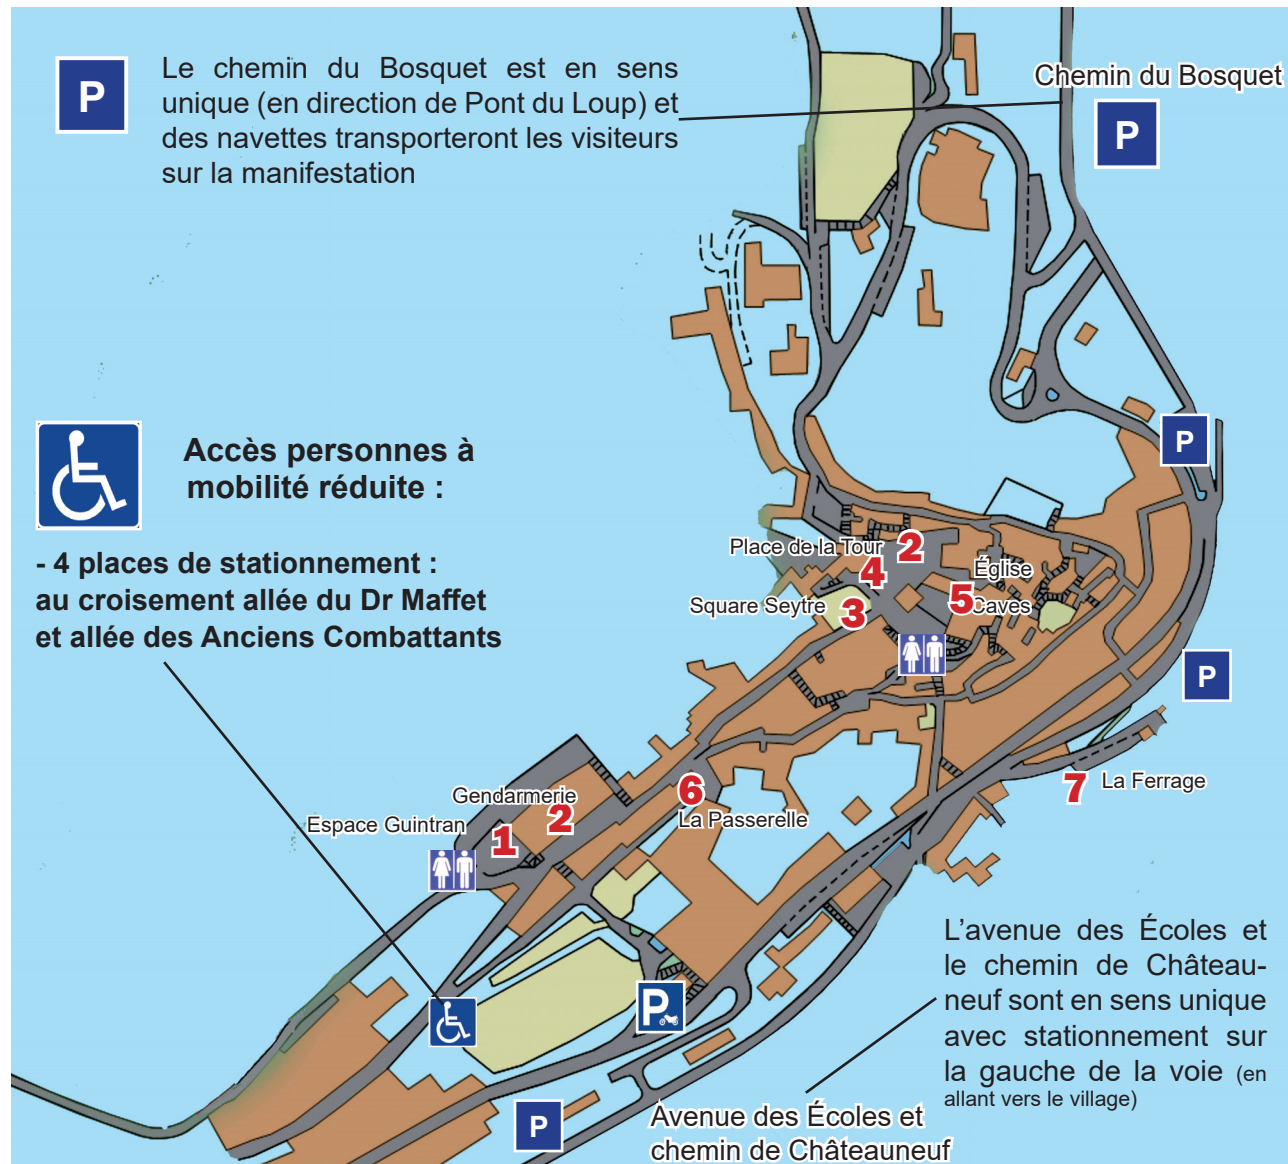 P
Le chemin du Bosquet est en sens
unique (en direction de Pont du Loup) et
des navettes transporteront les visiteurs
sur la manifestation
Chemin du Bosquet
P
Accès personnes à
mobilité réduite :
- 4 places de stationnement :
au croisement allée du Dr Maffet
et allée des Anciens Combattants
P
Place de la Tour
2
4
Église
Square Seytre
3
5
Caves
P
7
La Ferrage
6
La Passerelle
Gendarmerie
2
Espace Guintran
1
P
L'avenue des Écoles et
le chemin de Château-
neuf sont en sens unique
avec stationnement sur
la gauche de la voie (en
allant vers le village)
P
Avenue des Écoles et
chemin de Châteauneuf